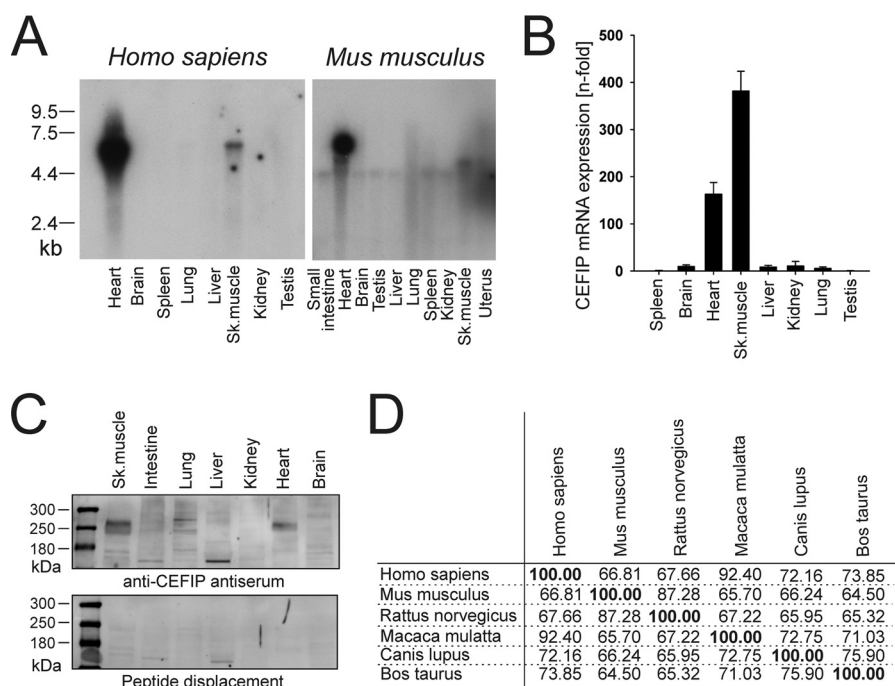 A
Homo sapiens
Mus musculus
9.5
7.5
4.4
2.4
kb
Heart
Brain
Spleen
Lung
Liver
Sk.muscle
Kidney
Testis
Small
intestine
Heart
Brain
Testis
Liver
Lung
Spleen
Kidney
Sk.muscle
Uterus
B
CEFIP mRNA expression [n-fold]
500
400
300
200
100
0
Spleen
Brain
Heart
Sk.muscle
Liver
Kidney
Lung
Testis
C
Sk.muscle
Intestine
Lung
Liver
Kidney
Heart
Brain
300
250
180
kDa
anti-CEFIP antiserum
300
250
180
kDa
Peptide displacement
D
Homo sapiens
Mus musculus
Rattus norvegicus
Macaca mulatta
Canis lupus
Bos taurus
Homo sapiens 100.00 66.81 67.66 92.40 72.16 73.85
Mus musculus 66.81 100.00 87.28 65.70 66.24 64.50
Rattus norvegicus 67.66 87.28 100.00 67.22 65.95 65.32
Macaca mulatta 92.40 65.70 67.22 100.00 72.75 71.03
Canis lupus 72.16 66.24 65.95 72.75 100.00 75.90
Bos taurus 73.85 64.50 65.32 71.03 75.90 100.00